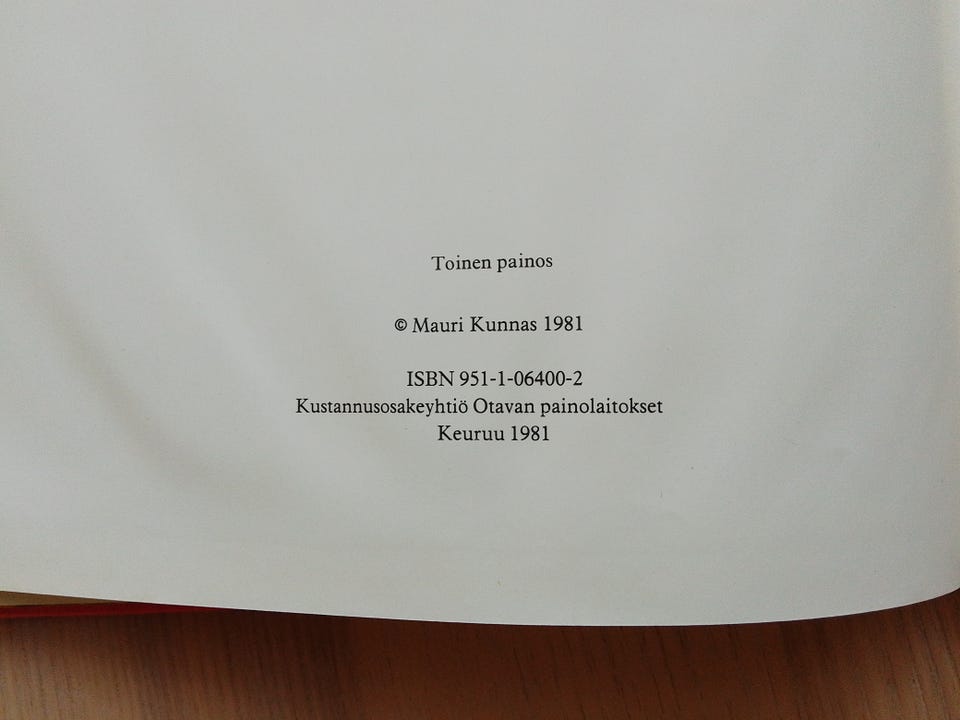 Toinen painos
© Mauri Kunnas 1981
ISBN 951-1-06400-2
Kustannusosakeyhtiö Otavan painolaitokset
Keuruu 1981